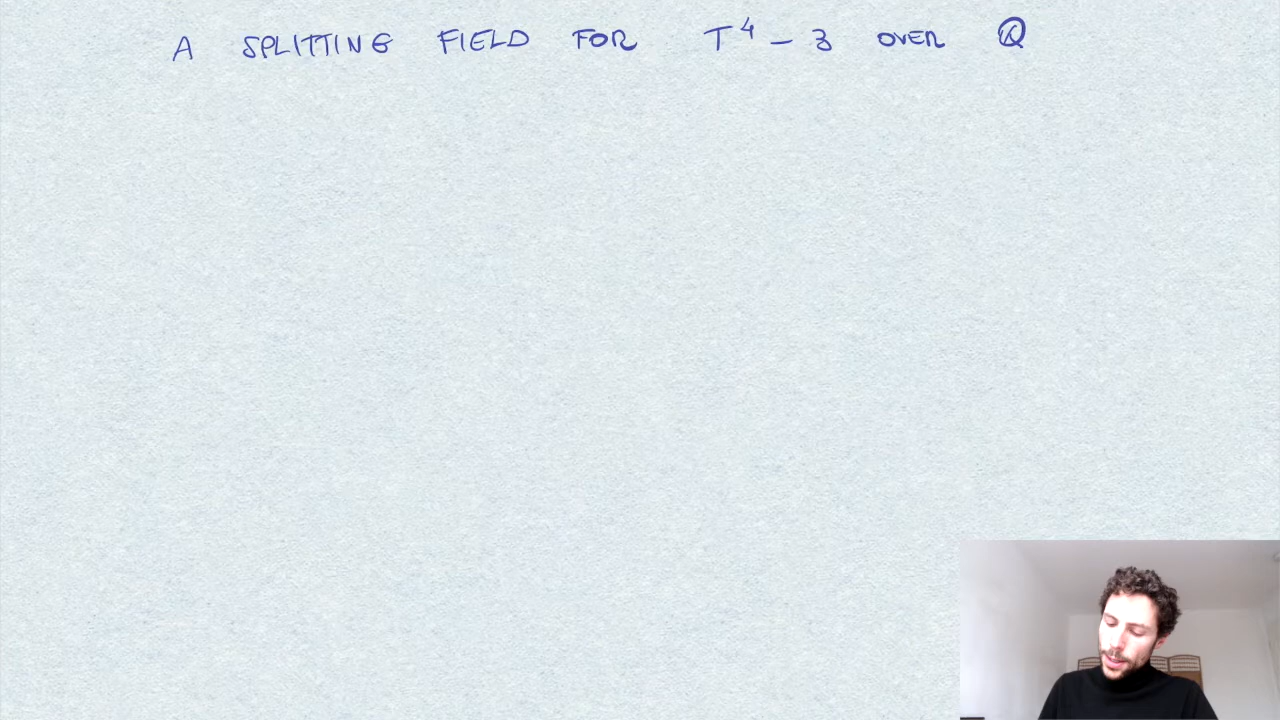 A SPLITTING FIELD FOR T⁴ - 3 OVER ℚ